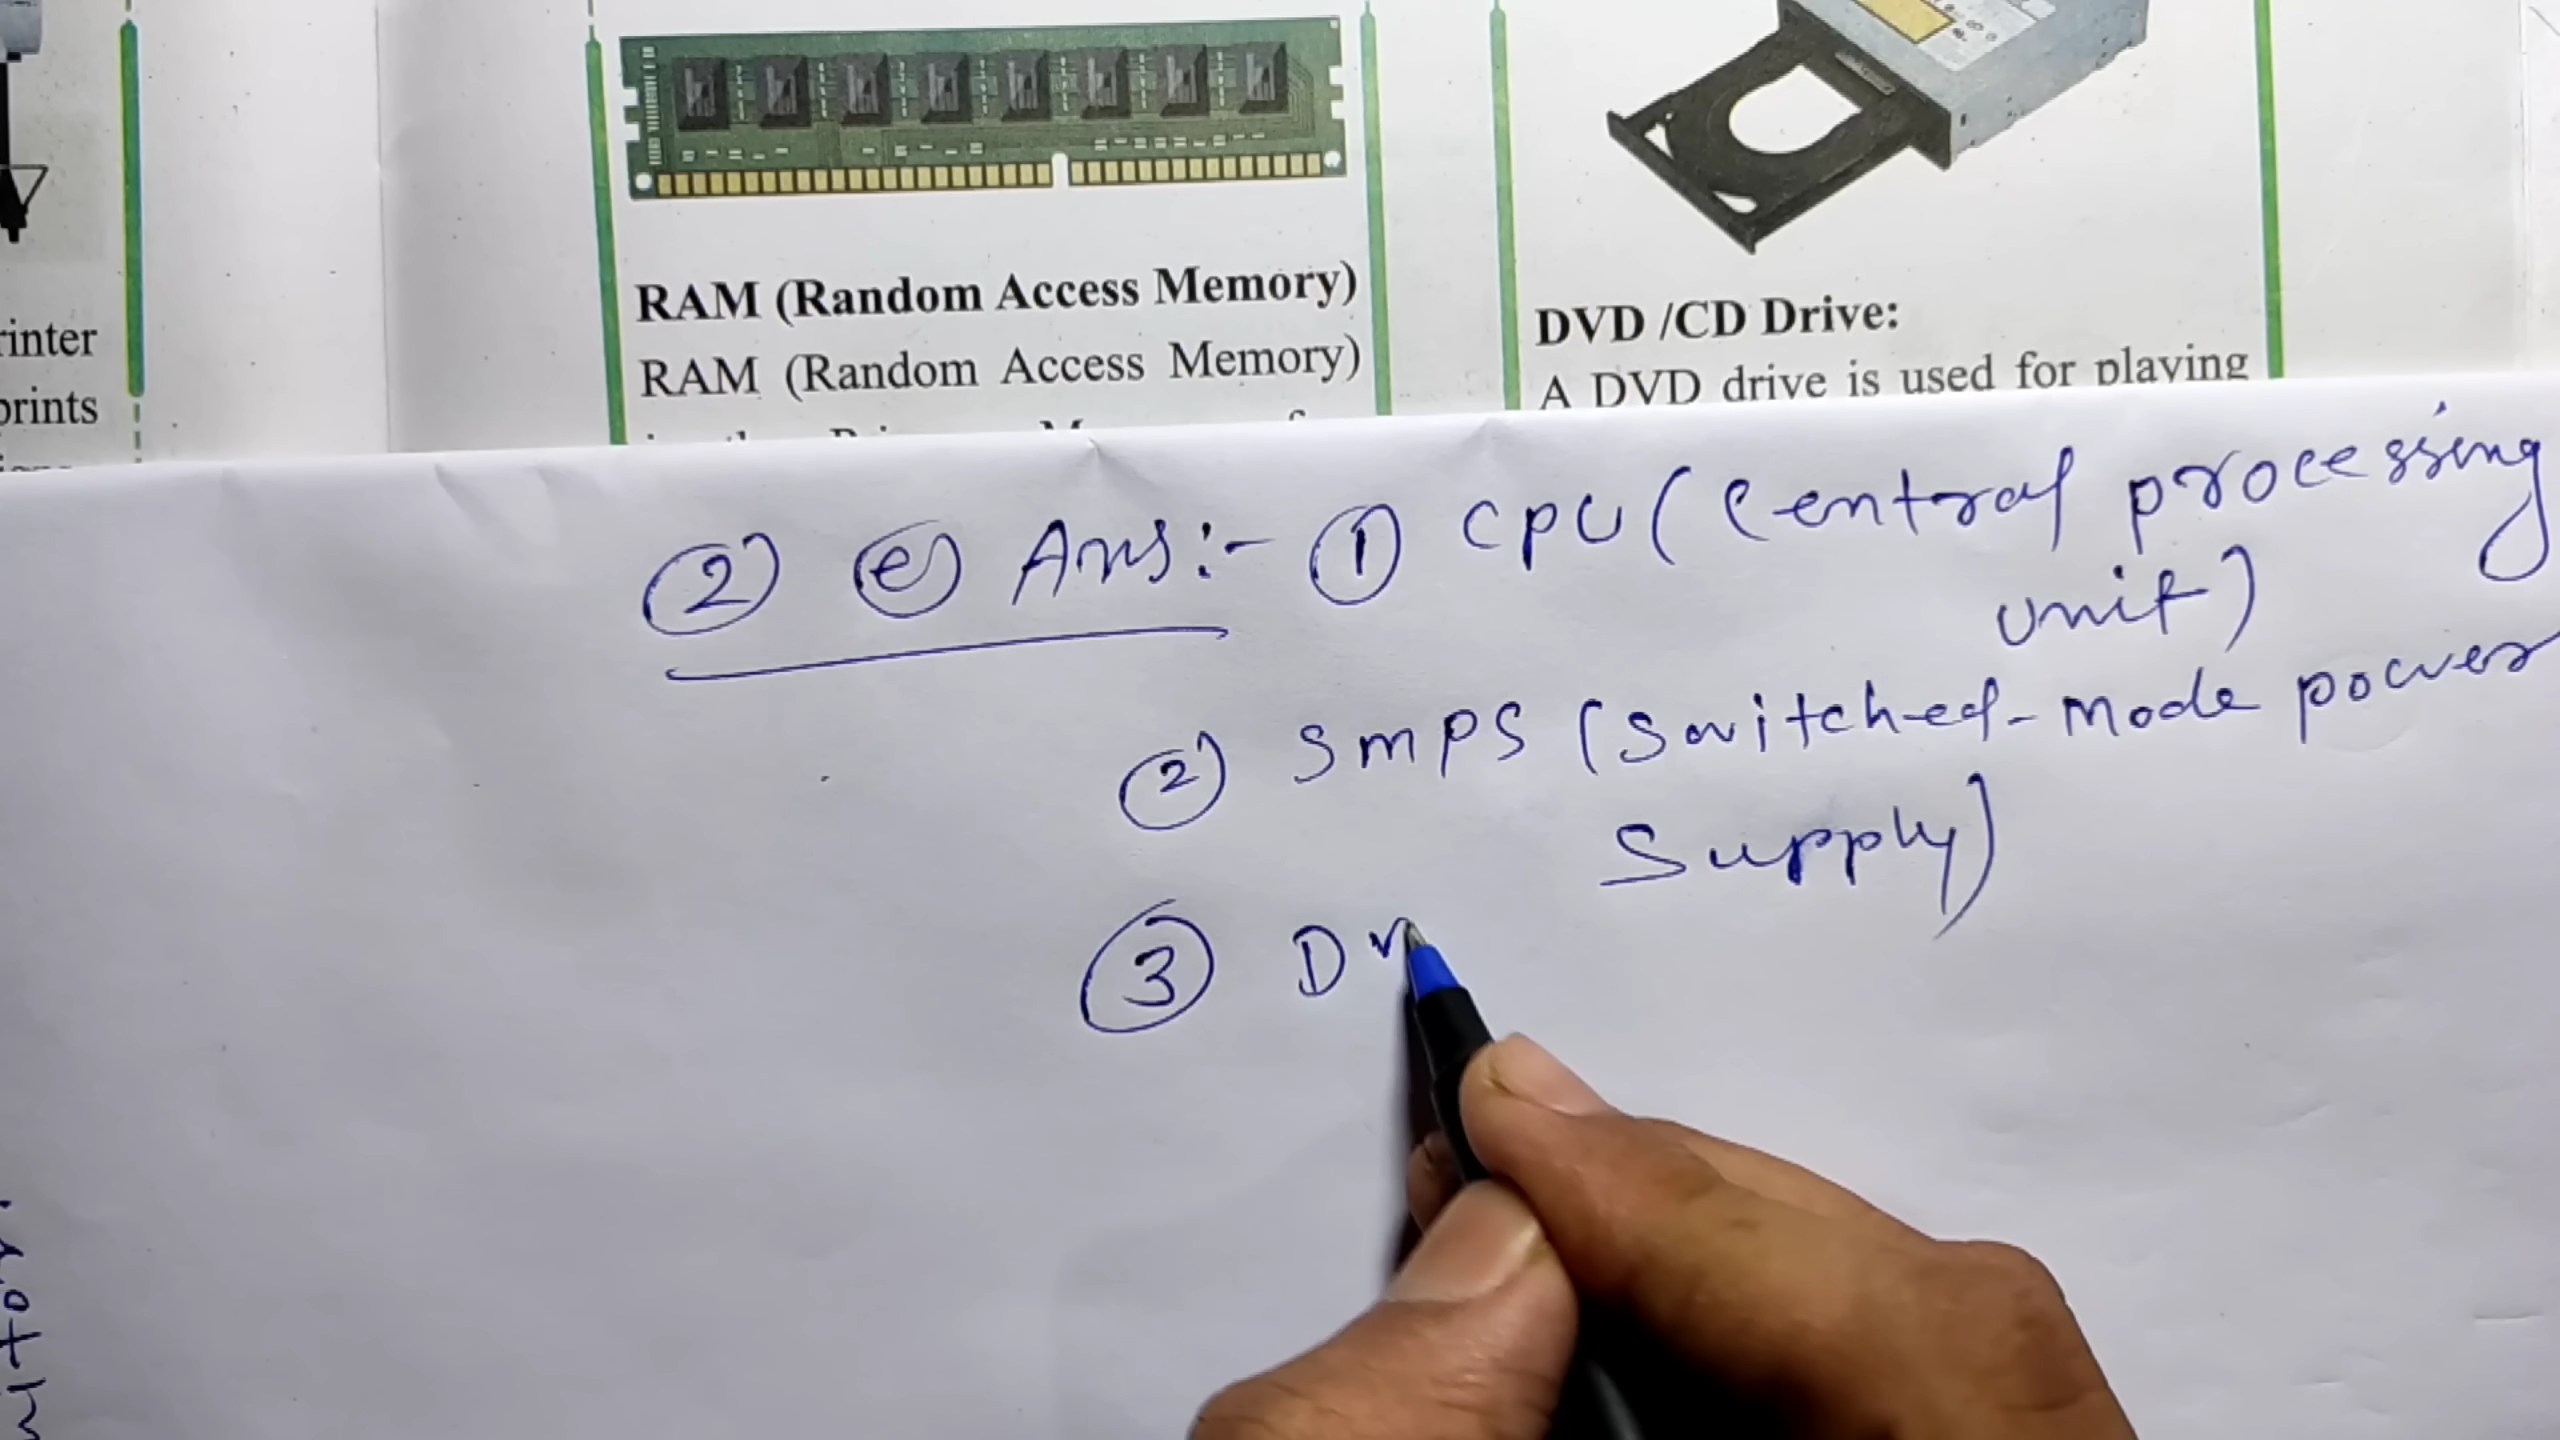 rinter
prints
RAM (Random Access Memory)
RAM (Random Access Memory)
DVD /CD Drive:
A DVD drive is used for playing
② ⓔ Ans:- ① CPU (Central processing
unit)
② SMPS (Switched-Mode power
Supply)
③ DV